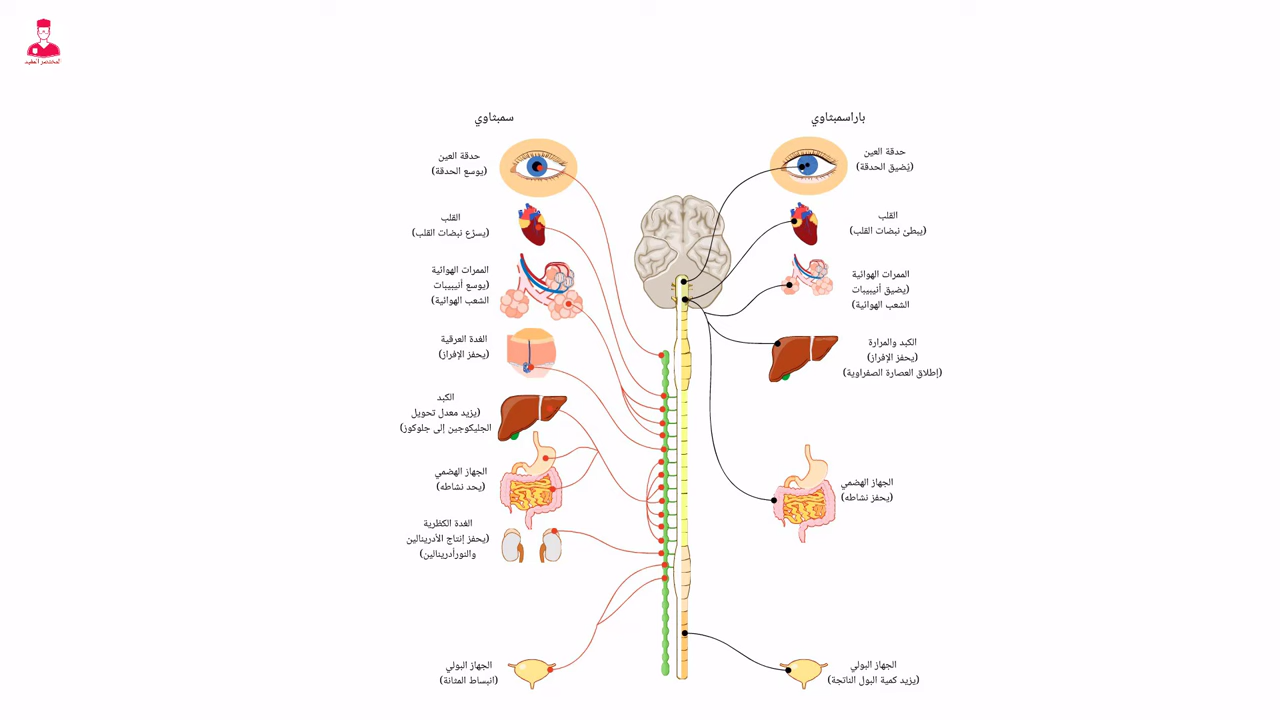 المختصر المفيد
باراسمبثاوي
سمبثاوي
حدقة العين
(يُضيق الحدقة)
القلب
(يبطئ نبضات القلب)
الممرات الهوائية
(يضيق أنيبيبات
الشعب الهوائية)
الكبد والمرارة
(يحفز الإفراز)
(إطلاق العصارة الصفراوية)
الجهاز الهضمي
(يحفز نشاطه)
الجهاز البولي
(يزيد كمية البول الناتجة)
حدقة العين
(يوسع الحدقة)
القلب
(يسرّع نبضات القلب)
الممرات الهوائية
(يوسع أنيبيبات
الشعب الهوائية)
الغدة العرقية
(يحفز الإفراز)
الكبد
(يزيد معدل تحويل
الجليكوجين إلى جلوكوز)
الجهاز الهضمي
(يحد نشاطه)
الغدة الكظرية
(يحفز إنتاج الأدرينالين
والنورأدرينالين)
الجهاز البولي
(انبساط المثانة)